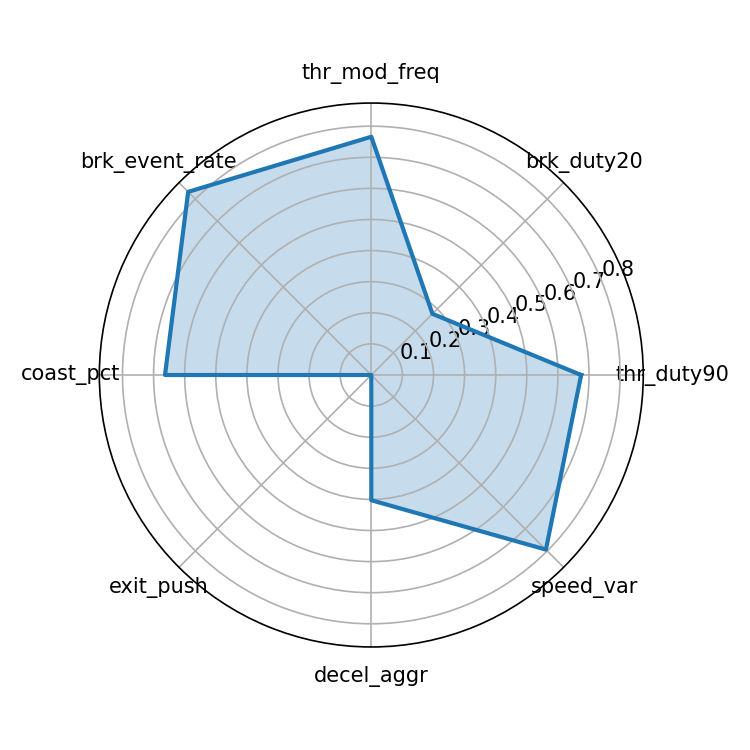 thr_mod_freq
brk_event_rate
brk_duty20
0.8
0.7
0.6
0.5
0.4
0.3
0.2
0.1
coast_pct
thr_duty90
exit_push
speed_var
decel_aggr